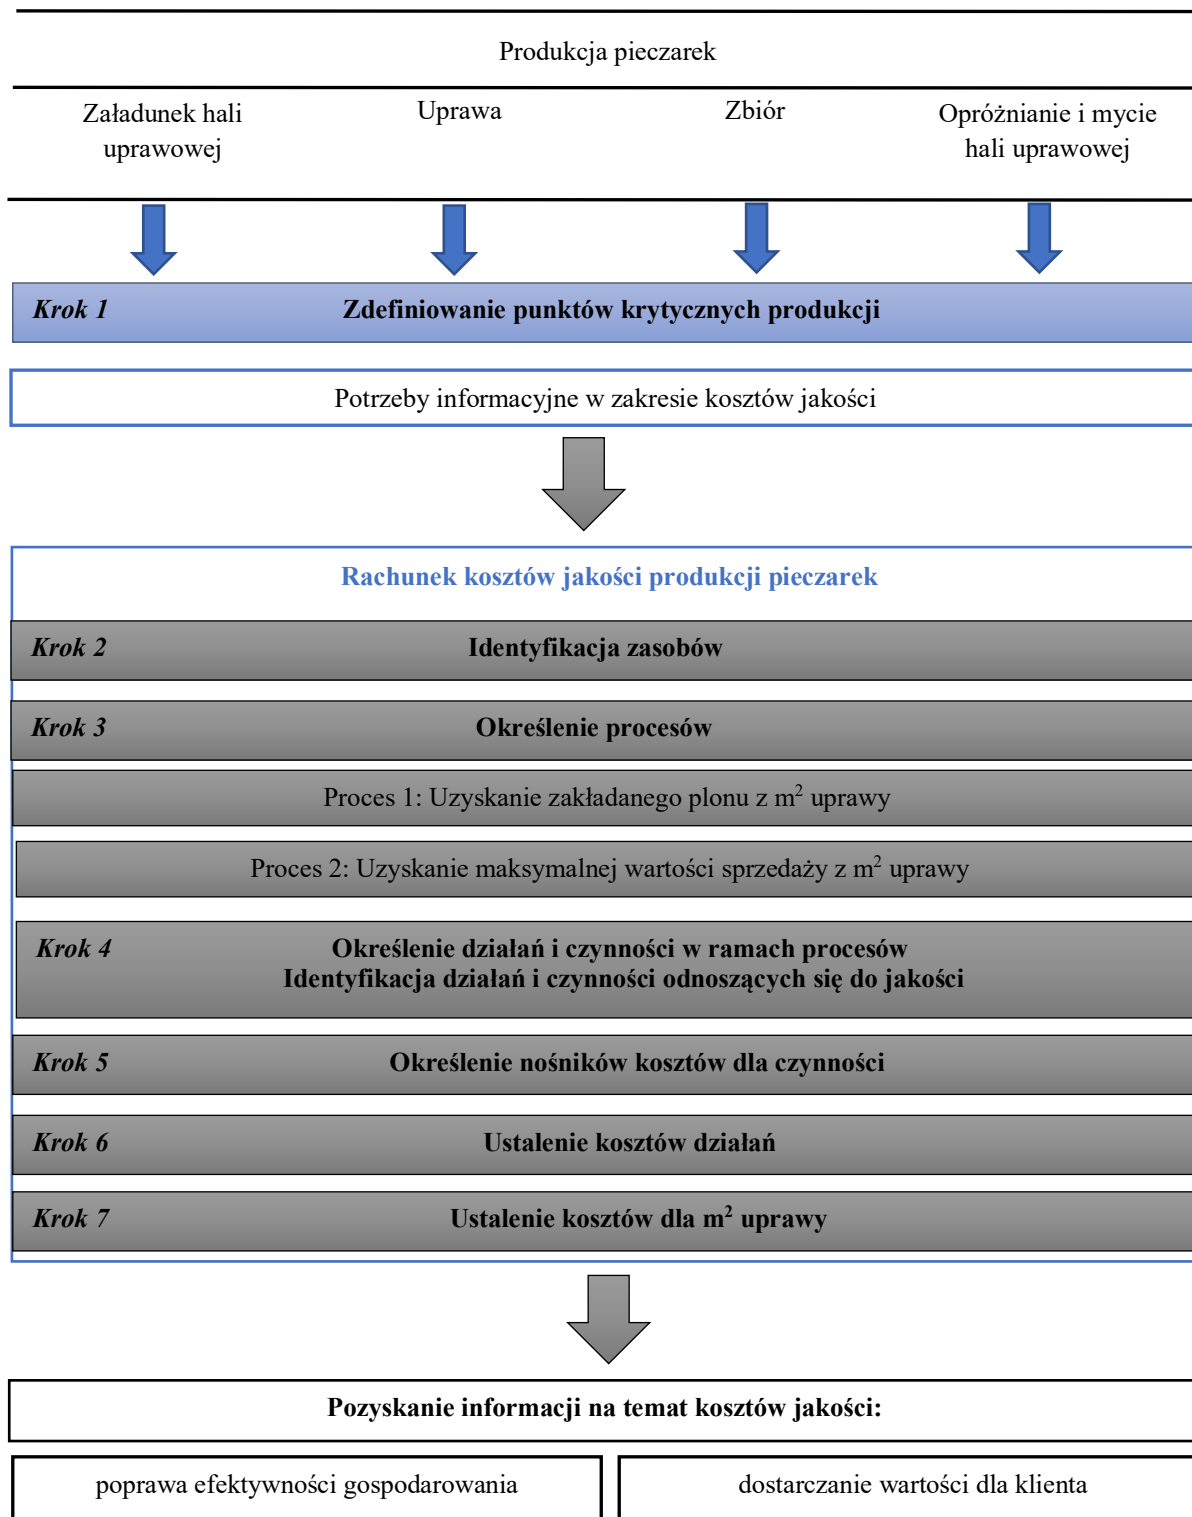 Produkcja pieczarek
Załadunek hali
uprawowej
Uprawa
Zbiór
Opróżnianie i mycie
hali uprawowej
Krok 1 Zdefiniowanie punktów krytycznych produkcji
Potrzeby informacyjne w zakresie kosztów jakości
Rachunek kosztów jakości produkcji pieczarek
Krok 2 Identyfikacja zasobów
Krok 3 Określenie procesów
Proces 1: Uzyskanie zakładanego plonu z m² uprawy
Proces 2: Uzyskanie maksymalnej wartości sprzedaży z m² uprawy
Krok 4 Określenie działań i czynności w ramach procesów
Identyfikacja działań i czynności odnoszących się do jakości
Krok 5 Określenie nośników kosztów dla czynności
Krok 6 Ustalenie kosztów działań
Krok 7 Ustalenie kosztów dla m² uprawy
Pozyskanie informacji na temat kosztów jakości:
poprawa efektywności gospodarowania
dostarczanie wartości dla klienta